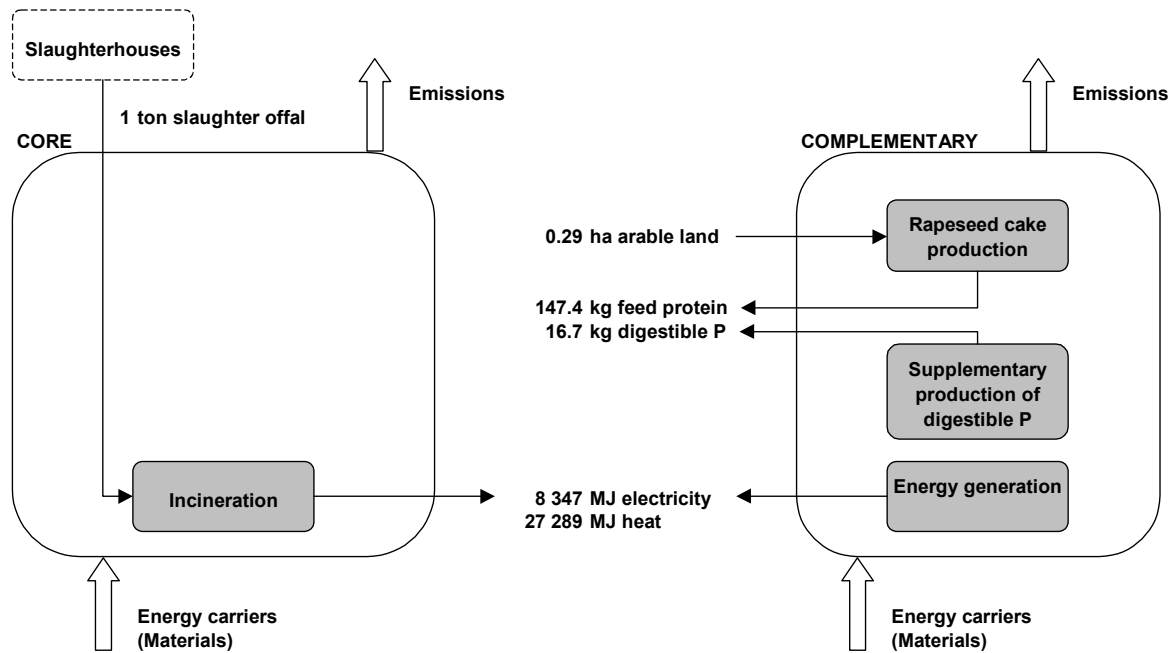 Slaughterhouses
Emissions
1 ton slaughter offal
CORE
Emissions
COMPLEMENTARY
Rapeseed cake
production
0.29 ha arable land
147.4 kg feed protein
16.7 kg digestible P
Supplementary
production of
digestible P
Incineration
8 347 MJ electricity
27 289 MJ heat
Energy generation
Energy carriers
(Materials)
Energy carriers
(Materials)